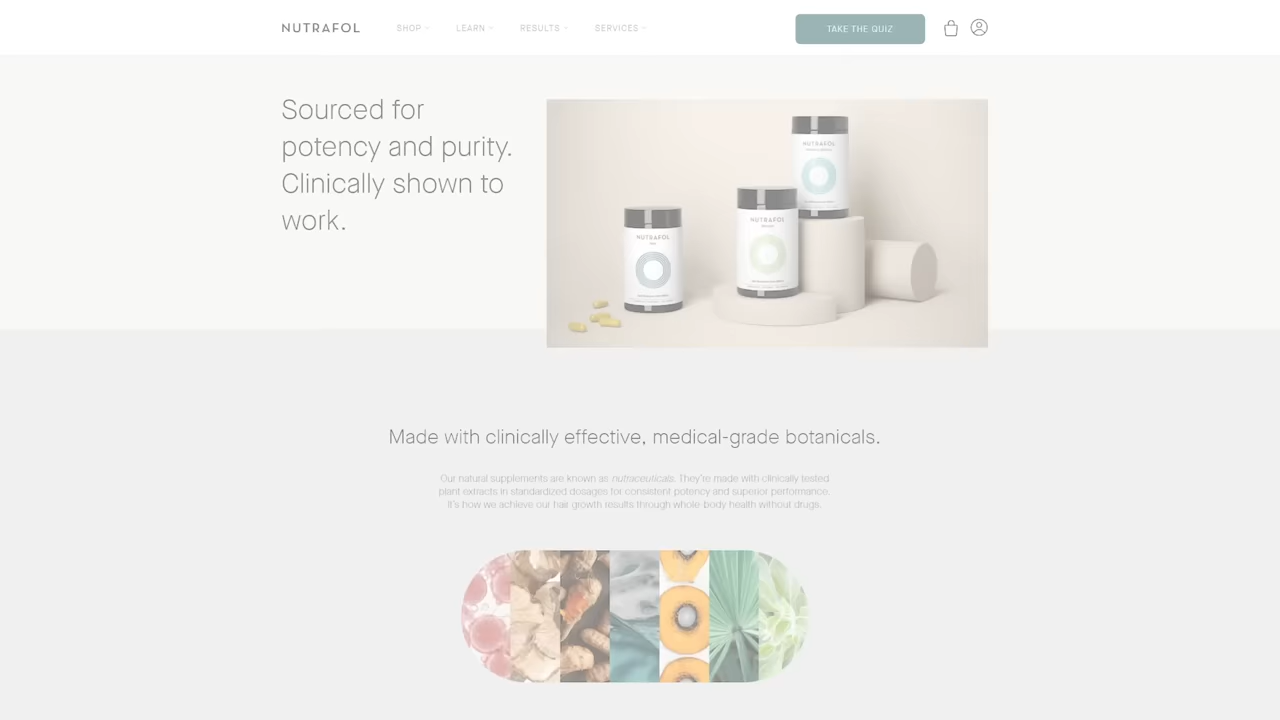 NUTRAFOL
SHOP
LEARN
RESULTS
SERVICES
TAKE THE QUIZ
Sourced for
potency and purity.
Clinically shown to
work.
NUTRAFOL
NUTRAFOL
NUTRAFOL
Made with clinically effective, medical-grade botanicals.
Our natural supplements are known as nutraceuticals. They're made with clinically tested
plant extracts in standardized dosages for consistent potency and superior performance.
It's how we achieve our hair growth results through whole-body health without drugs.